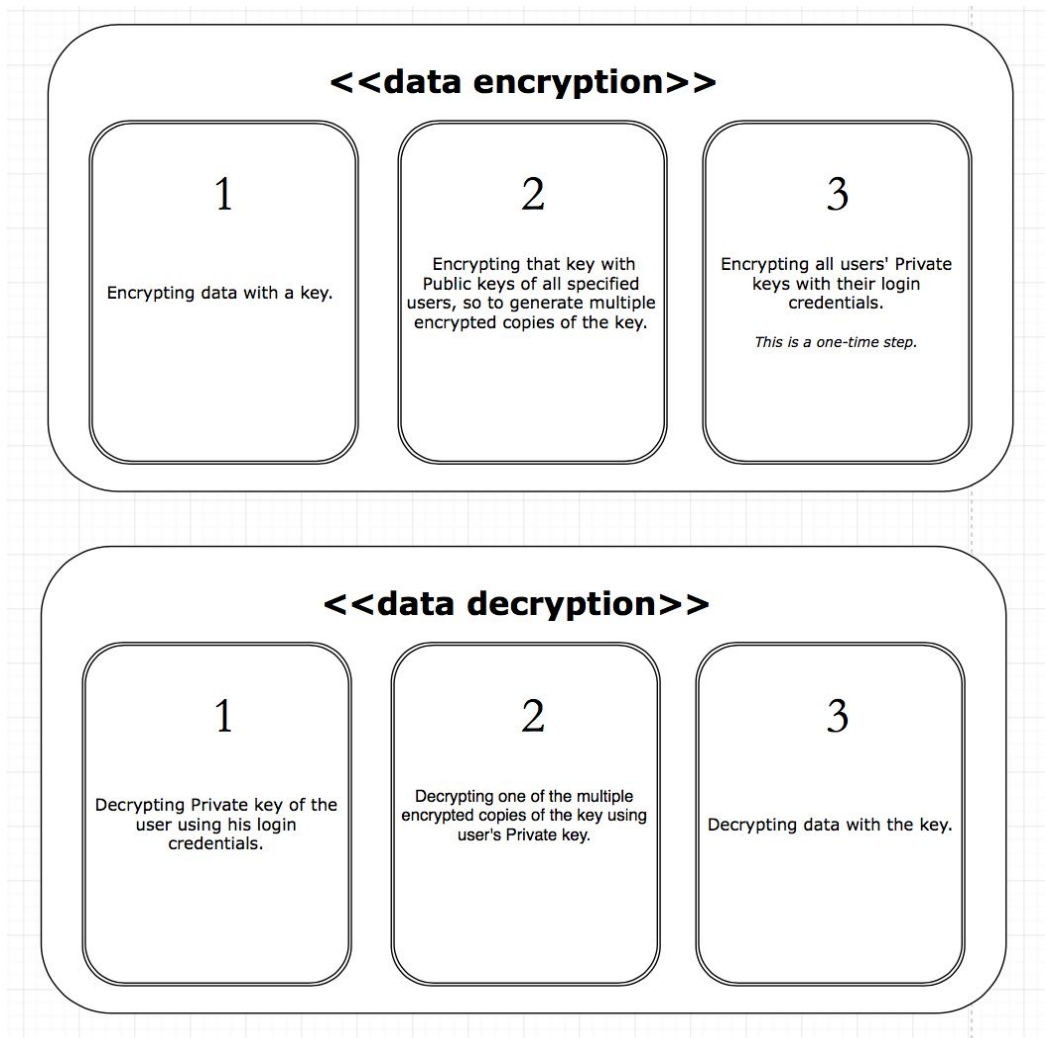 <<data encryption>>
1
Encrypting data with a key.
2
Encrypting that key with
Public keys of all specified
users, so to generate multiple
encrypted copies of the key.
3
Encrypting all users' Private
keys with their login
credentials.
This is a one-time step.
<<data decryption>>
1
Decrypting Private key of the
user using his login
credentials.
2
Decrypting one of the multiple
encrypted copies of the key using
user's Private key.
3
Decrypting data with the key.